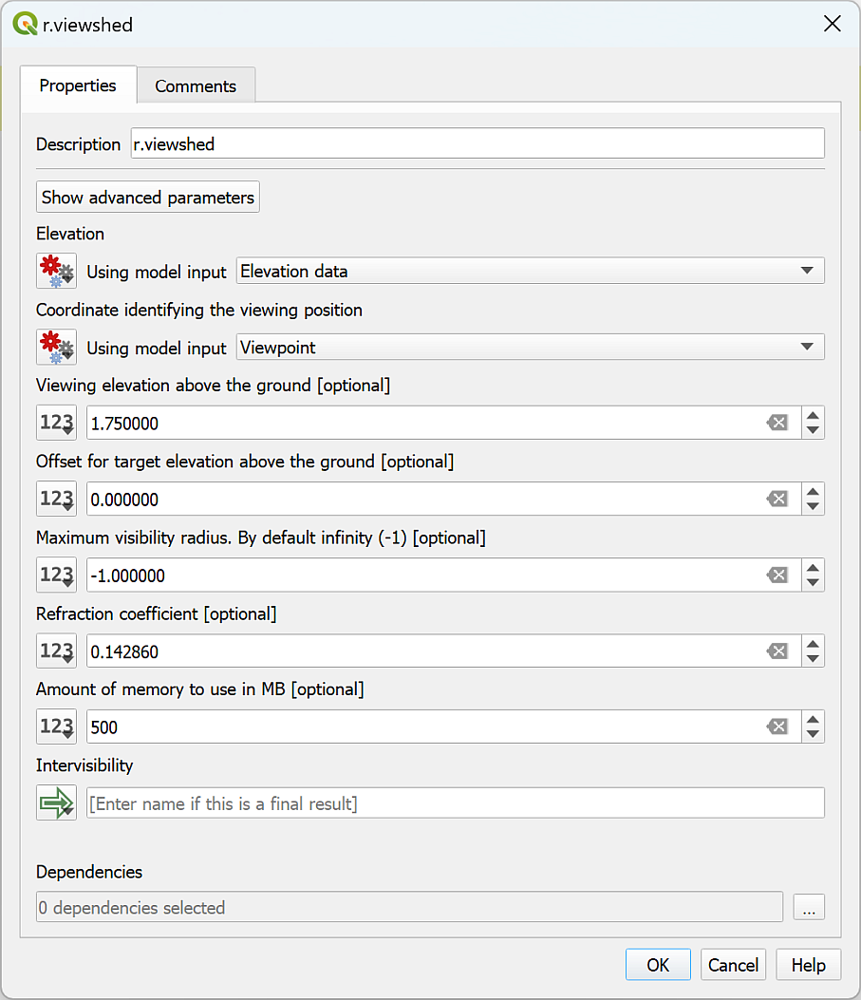 r.viewshed
Properties
Comments
Description r.viewshed
Show advanced parameters
Elevation
Using model input Elevation data
Coordinate identifying the viewing position
Using model input Viewpoint
Viewing elevation above the ground [optional]
123 1.750000
Offset for target elevation above the ground [optional]
123 0.000000
Maximum visibility radius. By default infinity (-1) [optional]
123 -1.000000
Refraction coefficient [optional]
123 0.142860
Amount of memory to use in MB [optional]
123 500
Intervisibility
[Enter name if this is a final result]
Dependencies
0 dependencies selected ...
OK Cancel Help